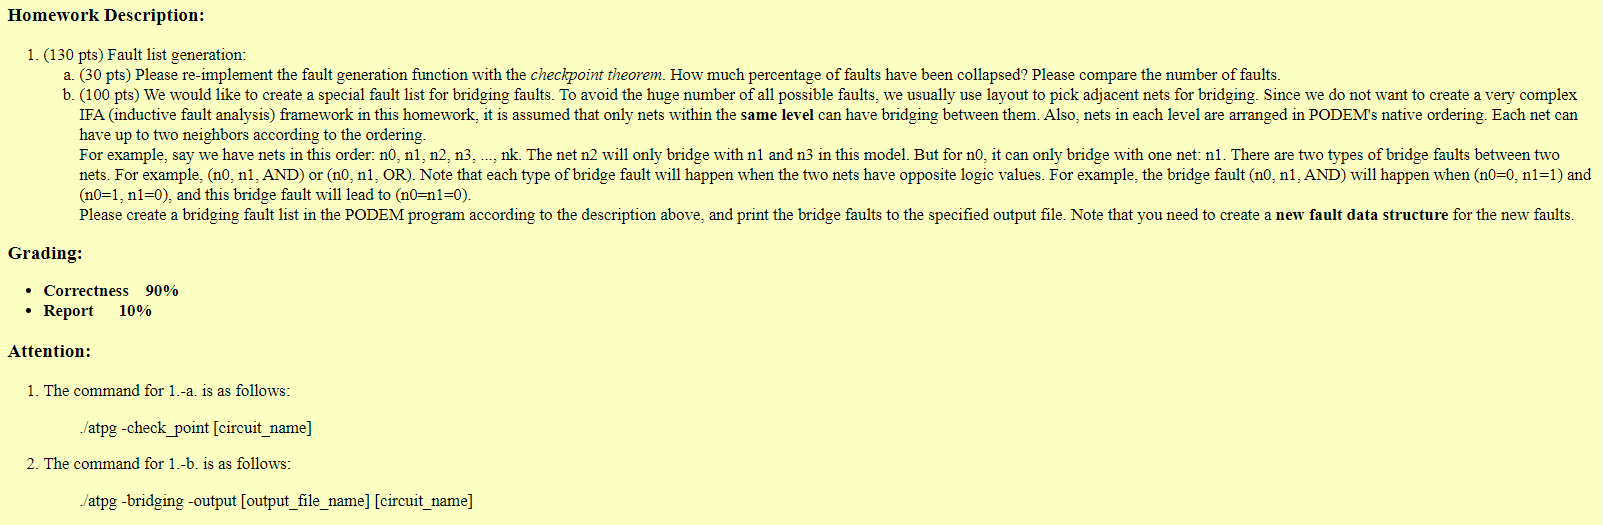 Homework Description:
1. (130 pts) Fault list generation:
a. (30 pts) Please re-implement the fault generation function with the checkpoint theorem. How much percentage of faults have been collapsed? Please compare the number of faults.
b. (100 pts) We would like to create a special fault list for bridging faults. To avoid the huge number of all possible faults, we usually use layout to pick adjacent nets for bridging. Since we do not want to create a very complex
IFA (inductive fault analysis) framework in this homework, it is assumed that only nets within the same level can have bridging between them. Also, nets in each level are arranged in PODEM's native ordering. Each net can
have up to two neighbors according to the ordering.
For example, say we have nets in this order: n0, n1, n2, n3, ..., nk. The net n2 will only bridge with n1 and n3 in this model. But for n0, it can only bridge with one net: n1. There are two types of bridge faults between two
nets. For example, (n0, n1, AND) or (n0, n1, OR). Note that each type of bridge fault will happen when the two nets have opposite logic values. For example, the bridge fault (n0, n1, AND) will happen when (n0=0, n1=1) and
(n0=1, n1=0), and this bridge fault will lead to (n0=n1=0).
Please create a bridging fault list in the PODEM program according to the description above, and print the bridge faults to the specified output file. Note that you need to create a new fault data structure for the new faults.
Grading:
• Correctness 90%
• Report 10%
Attention:
1. The command for 1.-a. is as follows:
./atpg -check_point [circuit_name]
2. The command for 1.-b. is as follows:
./atpg -bridging -output [output_file_name] [circuit_name]